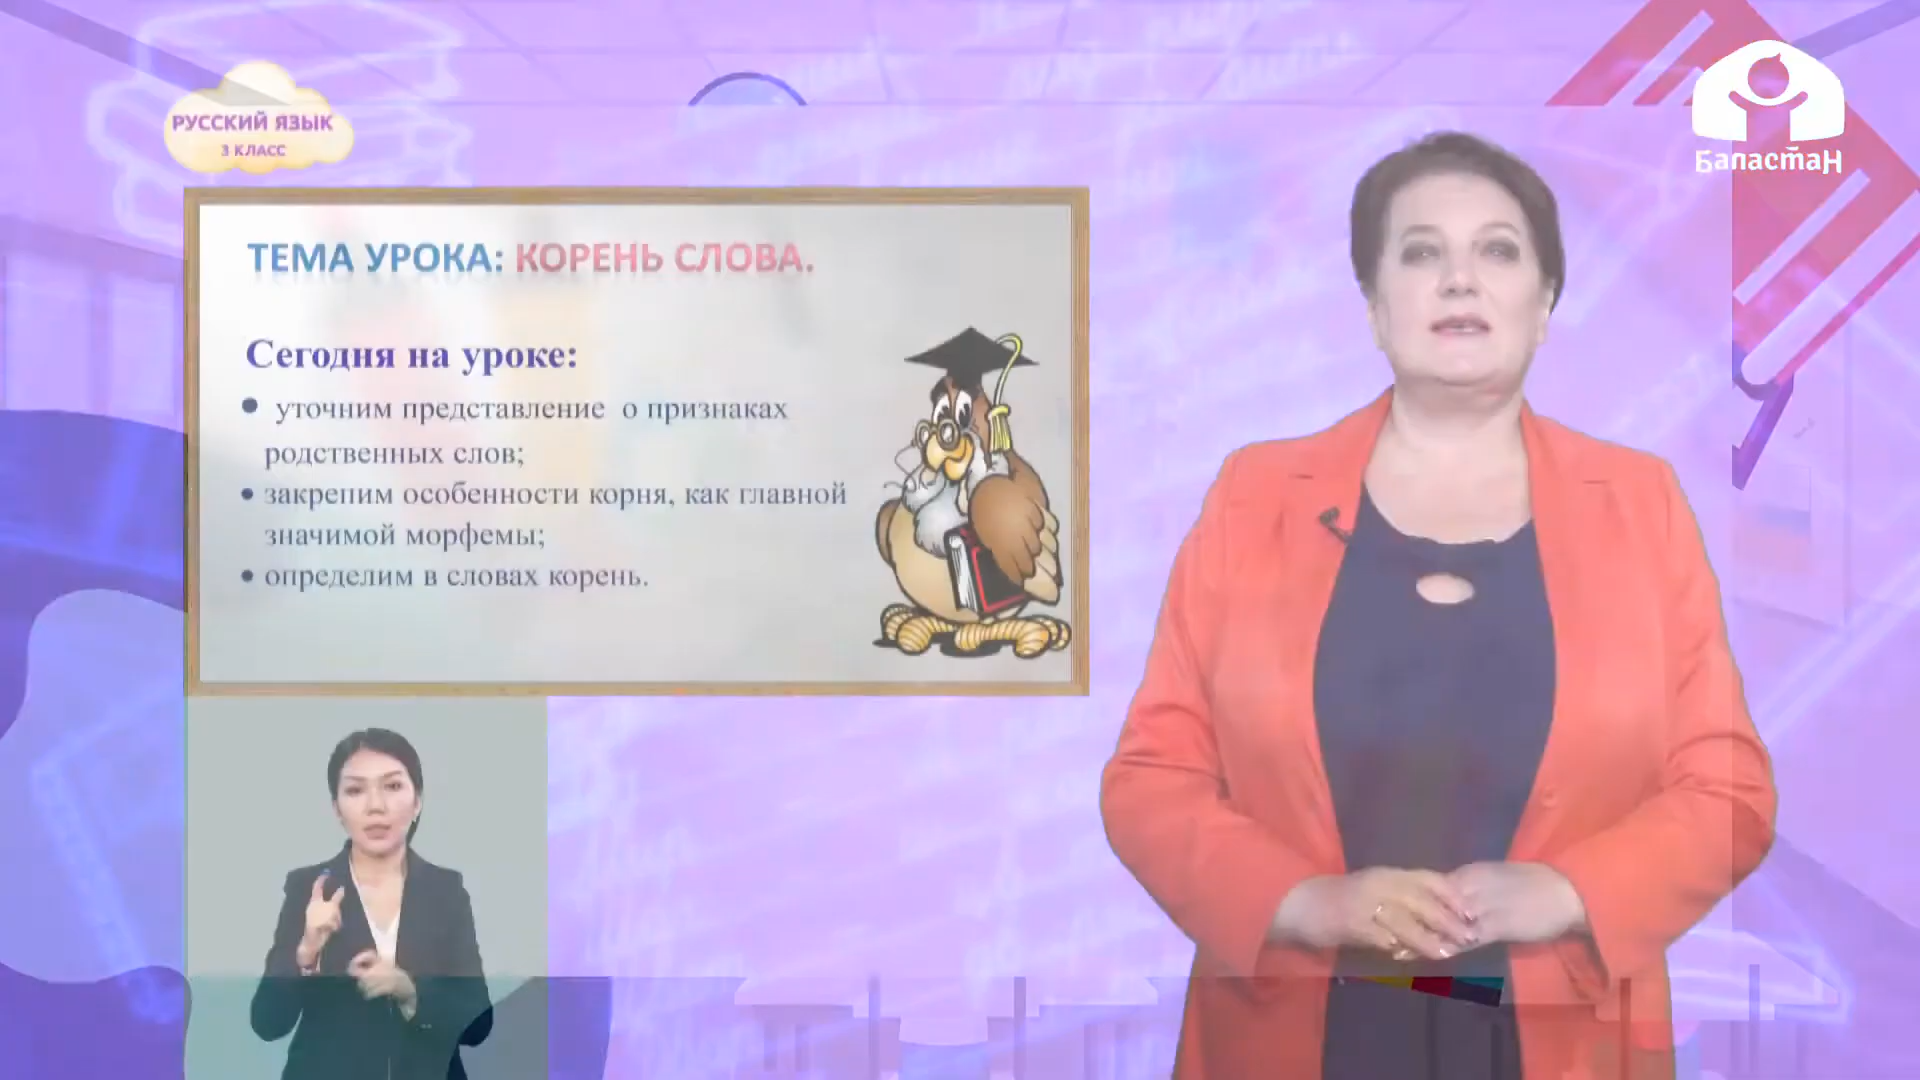 РУССКИЙ ЯЗЫК
3 КЛАСС
Баластан
ТЕМА УРОКА: КОРЕНЬ СЛОВА.
Сегодня на уроке:
• уточним представление о признаках
родственных слов;
• закрепим особенности корня, как главной
значимой морфемы;
• определим в словах корень.